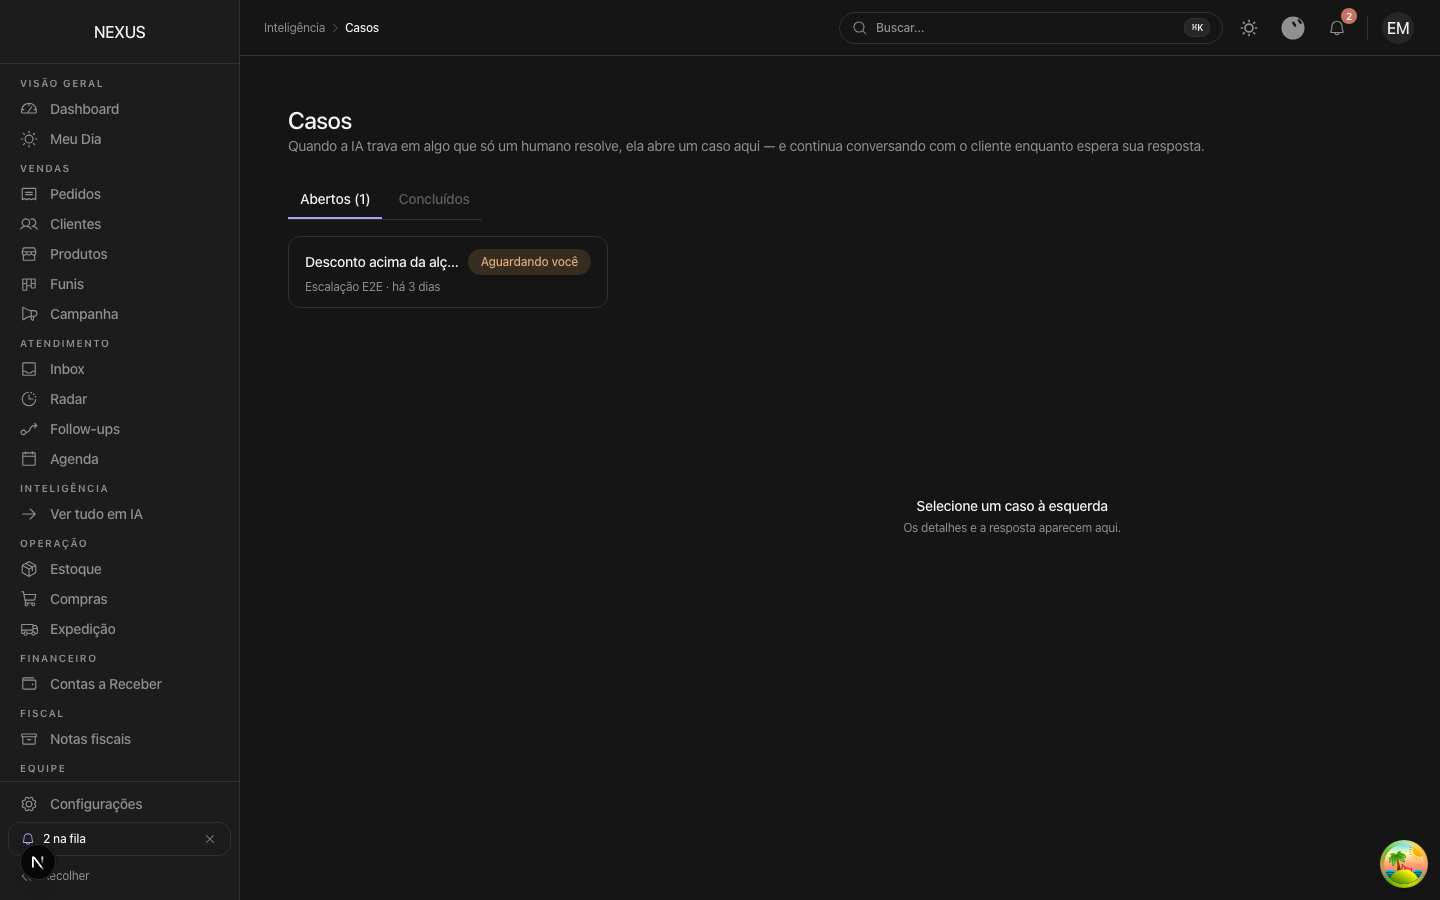 NEXUS
Inteligência > Casos
Buscar...
⌘K
2
EM
VISÃO GERAL
Dashboard
Meu Dia
VENDAS
Pedidos
Clientes
Produtos
Funis
Campanha
ATENDIMENTO
Inbox
Radar
Follow-ups
Agenda
INTELIGÊNCIA
Ver tudo em IA
OPERAÇÃO
Estoque
Compras
Expedição
FINANCEIRO
Contas a Receber
FISCAL
Notas fiscais
EQUIPE
Configurações
2 na fila
N
ecolher
Casos
Quando a IA trava em algo que só um humano resolve, ela abre um caso aqui — e continua conversando com o cliente enquanto espera sua resposta.
Abertos (1)
Concluídos
Desconto acima da alç...
Aguardando você
Escalação E2E · há 3 dias
Selecione um caso à esquerda
Os detalhes e a resposta aparecem aqui.